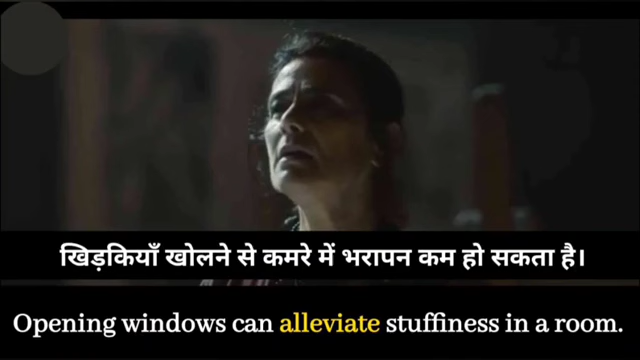 खिड़कियाँ खोलने से कमरे में भरापन कम हो सकता है।
Opening windows can alleviate stuffiness in a room.